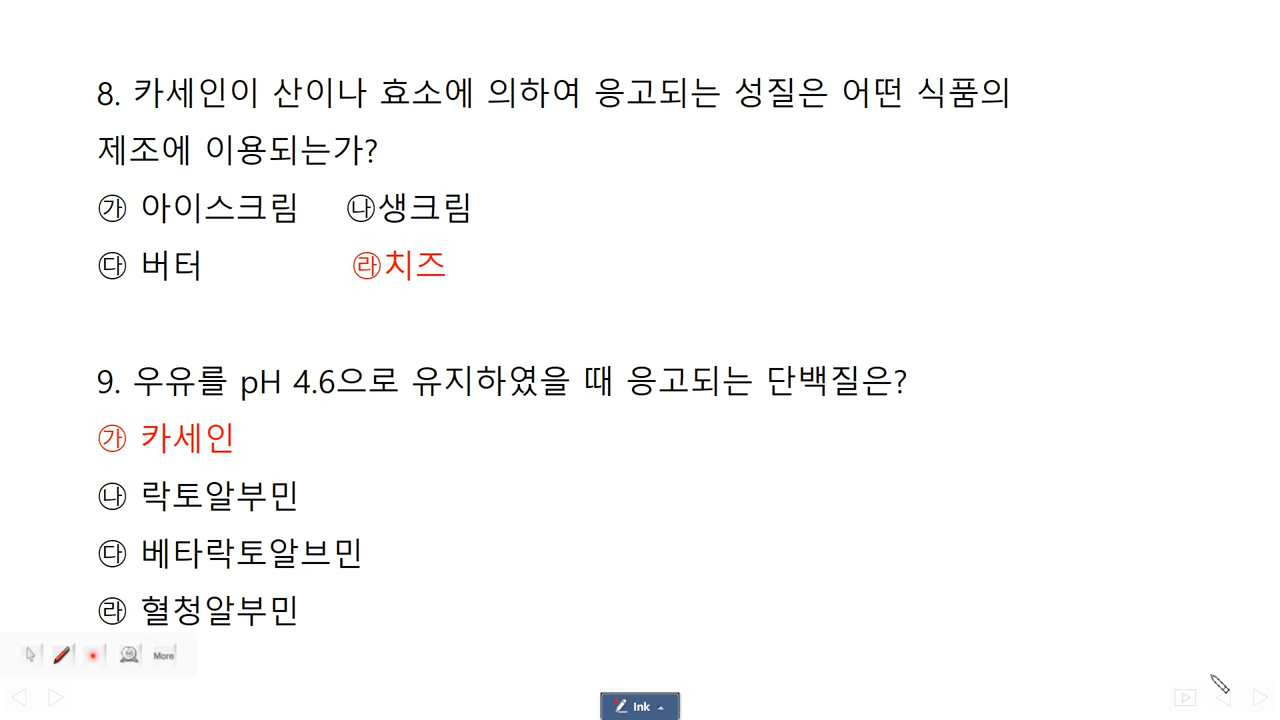 8. 카세인이 산이나 효소에 의하여 응고되는 성질은 어떤 식품의
제조에 이용되는가?
㉮ 아이스크림 ㉯생크림
㉰ 버터 ㉱치즈
9. 우유를 pH 4.6으로 유지하였을 때 응고되는 단백질은?
㉮ 카세인
㉯ 락토알부민
㉰ 베타락토알브민
㉱ 혈청알부민
More
Ink